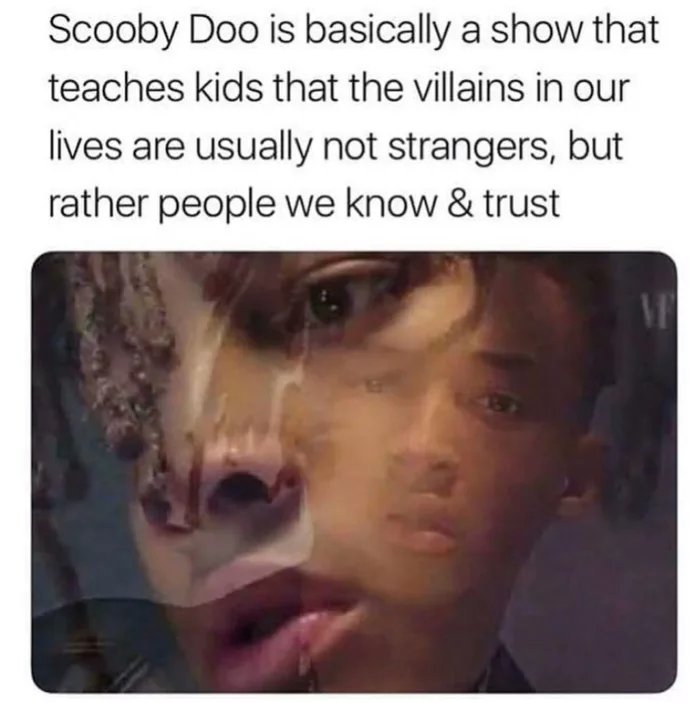 Scooby Doo is basically a show that
teaches kids that the villains in our
lives are usually not strangers, but
rather people we know & trust
VF